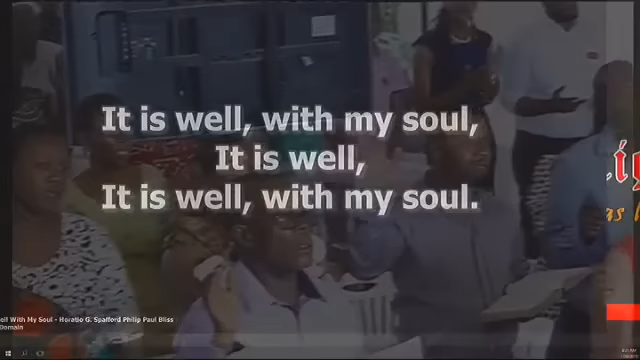 It is well, with my soul,
It is well,
It is well, with my soul.
ell With My Soul - Horatio G. Spafford Philip Paul Bliss
Domain